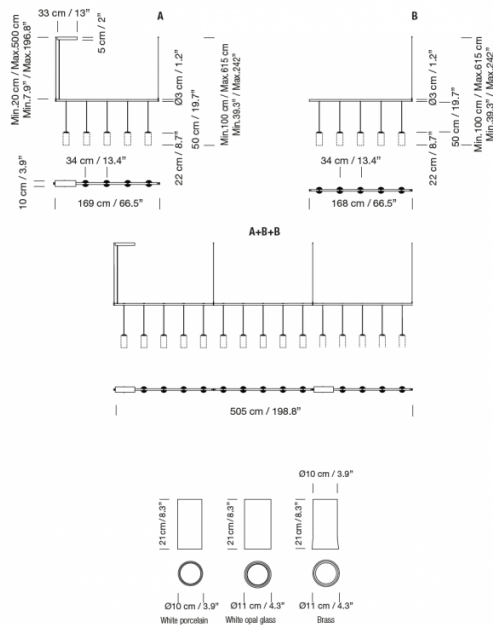 33 cm / 13"
A
B
5 cm / 2"
Min.20 cm / Max.500 cm
Min.7.9" / Max.196.8"
Ø3 cm / 1.2"
50 cm / 19.7"
22 cm / 8.7"
Min.100 cm / Max.615 cm
Min.39.3" / Max.242"
34 cm / 13.4"
10 cm / 3.9"
169 cm / 66.5"
Ø3 cm / 1.2"
50 cm / 19.7"
22 cm / 8.7"
Min.100 cm / Max.615 cm
Min.39.3" / Max.242"
34 cm / 13.4"
168 cm / 66.5"
A+B+B
505 cm / 198.8"
Ø10 cm / 3.9"
21 cm / 8.3"
21 cm / 8.3"
21 cm / 8.3"
Ø10 cm / 3.9"
Ø11 cm / 4.3"
Ø11 cm / 4.3"
White porcelain
White opal glass
Brass